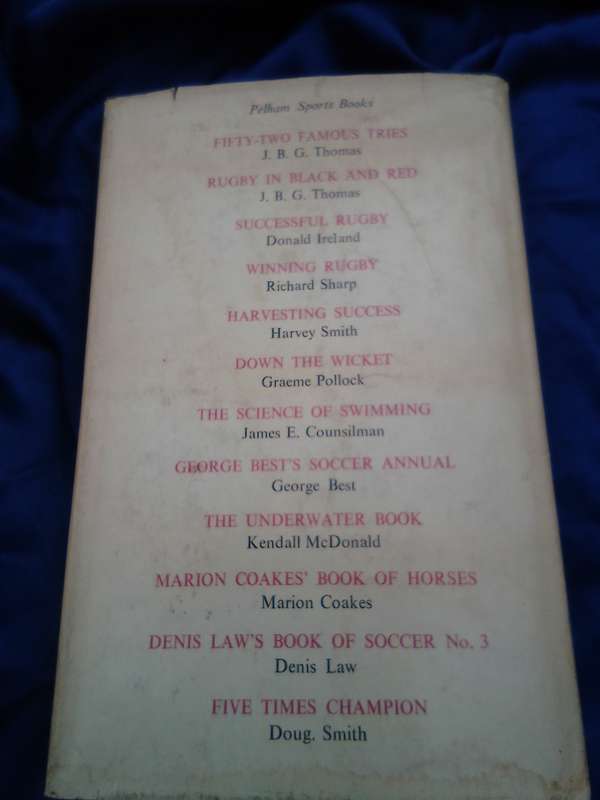 Pelham Sports Books
FIFTY-TWO FAMOUS TRIES
J. B. G. Thomas
RUGBY IN BLACK AND RED
J. B. G. Thomas
SUCCESSFUL RUGBY
Donald Ireland
WINNING RUGBY
Richard Sharp
HARVESTING SUCCESS
Harvey Smith
DOWN THE WICKET
Graeme Pollock
THE SCIENCE OF SWIMMING
James E. Counsilman
GEORGE BEST'S SOCCER ANNUAL
George Best
THE UNDERWATER BOOK
Kendall McDonald
MARION COAKES' BOOK OF HORSES
Marion Coakes
DENIS LAW'S BOOK OF SOCCER No. 3
Denis Law
FIVE TIMES CHAMPION
Doug. Smith